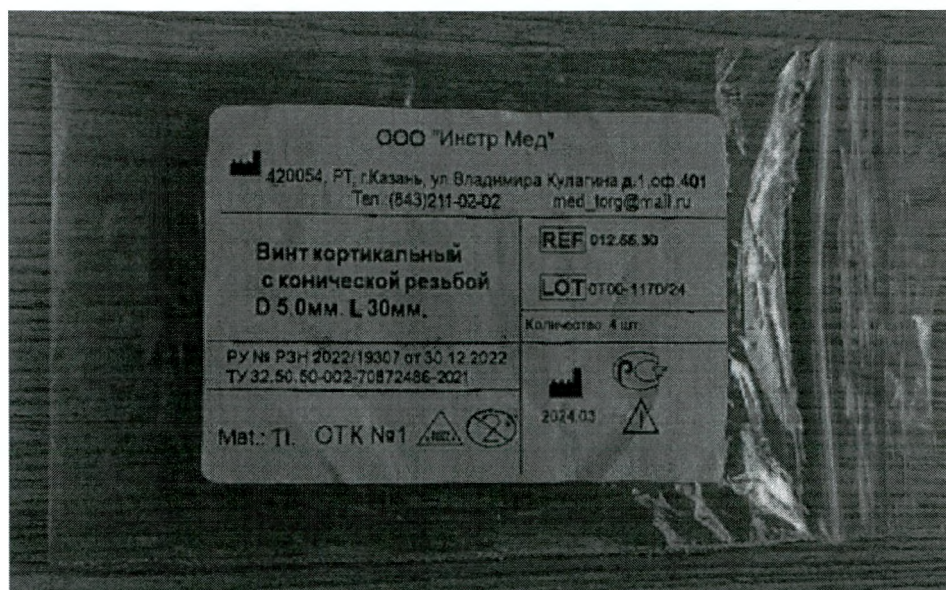 ООО "Инстр Мед"
420054, РТ, г.Казань, ул.Владимира Кулагина д.1,оф.401
Тел.:(843)211-02-02 med_torg@mail.ru
Винт кортикальный
с конической резьбой
D 5.0мм. L 30мм.
REF 012.55.30
LOT 0Т00-1170/24
Количество: 4 шт.
РУ № РЗН 2022/19307 от 30.12.2022
ТУ 32.50.50-002-70872486-2021
2024.03
Mat.: Ti. ОТК №1